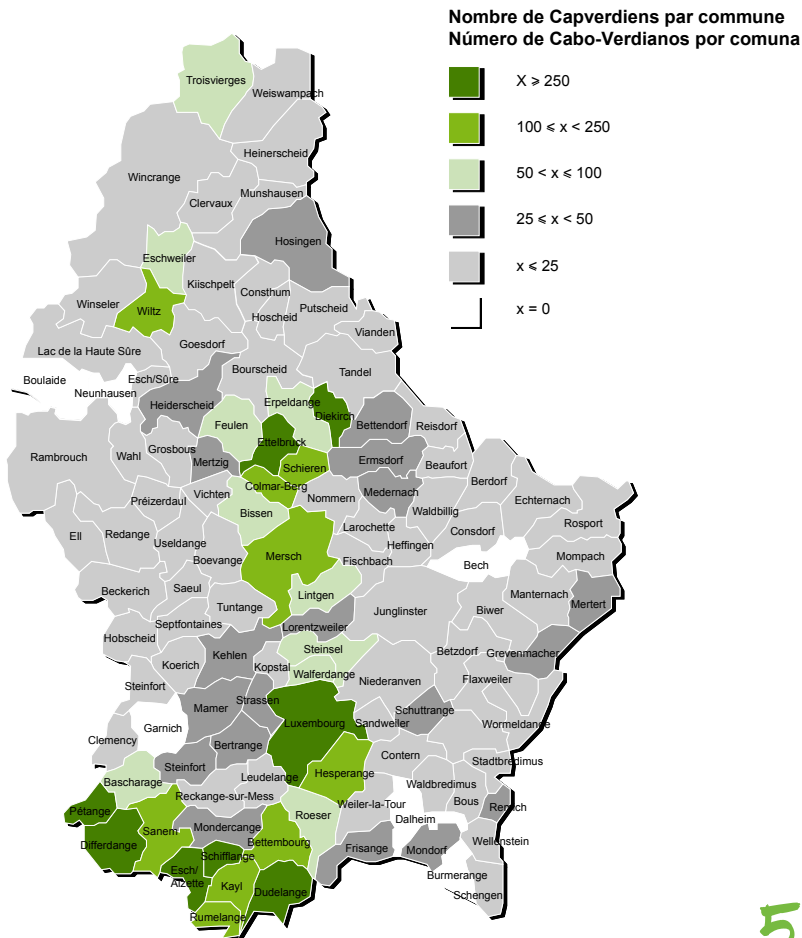 Nombre de Capverdiens par commune
Número de Cabo-Verdianos por comuna
X ⩾ 250
100 ⩽ x < 250
50 < x ⩽ 100
25 ⩽ x < 50
x ⩽ 25
x = 0
Troisvierges
Weiswampach
Heinerscheid
Wincrange
Clervaux
Munshausen
Hosingen
Eschweiler
Kiischpelt
Consthum
Winseler
Wiltz
Hoscheid
Putscheid
Vianden
Goesdorf
Lac de la Haute Sûre
Bourscheid
Tandel
Boulaide
Esch/Sûre
Neunhausen
Heiderscheid
Erpeldange
Diekirch
Feulen
Bettendorf
Reisdorf
Ettelbruck
Rambrouch
Wahl
Grosbous
Mertzig
Schieren
Ermsdorf
Beaufort
Berdorf
Colmar-Berg
Medernach
Préizerdaul
Vichten
Nommern
Echternach
Bissen
Waldbillig
Rosport
Ell
Redange
Useldange
Larochette
Consdorf
Heffingen
Boevange
Mersch
Fischbach
Bech
Mompach
Beckerich
Saeul
Lintgen
Manternach
Mertert
Tuntange
Junglinster
Biwer
Septfontaines
Lorentzweiler
Hobscheid
Steinsel
Betzdorf
Grevenmacher
Kehlen
Koerich
Kopstal
Walferdange
Niederanven
Flaxweiler
Steinfort
Strassen
Mamer
Schuttrange
Luxembourg
Sandweiler
Wormeldange
Garnich
Clemency
Bertrange
Contern
Stadtbredimus
Steinfort
Leudelange
Hesperange
Bascharage
Waldbredimus
Reckange-sur-Mess
Bous
Weiler-la-Tour
Remich
Pétange
Roeser
Dalheim
Sanem
Mondercange
Differdange
Bettembourg
Wellenstein
Schifflange
Frisange
Mondorf
Esch/
Alzette
Kayl
Burmerange
Dudelange
Schengen
Rumelange
5